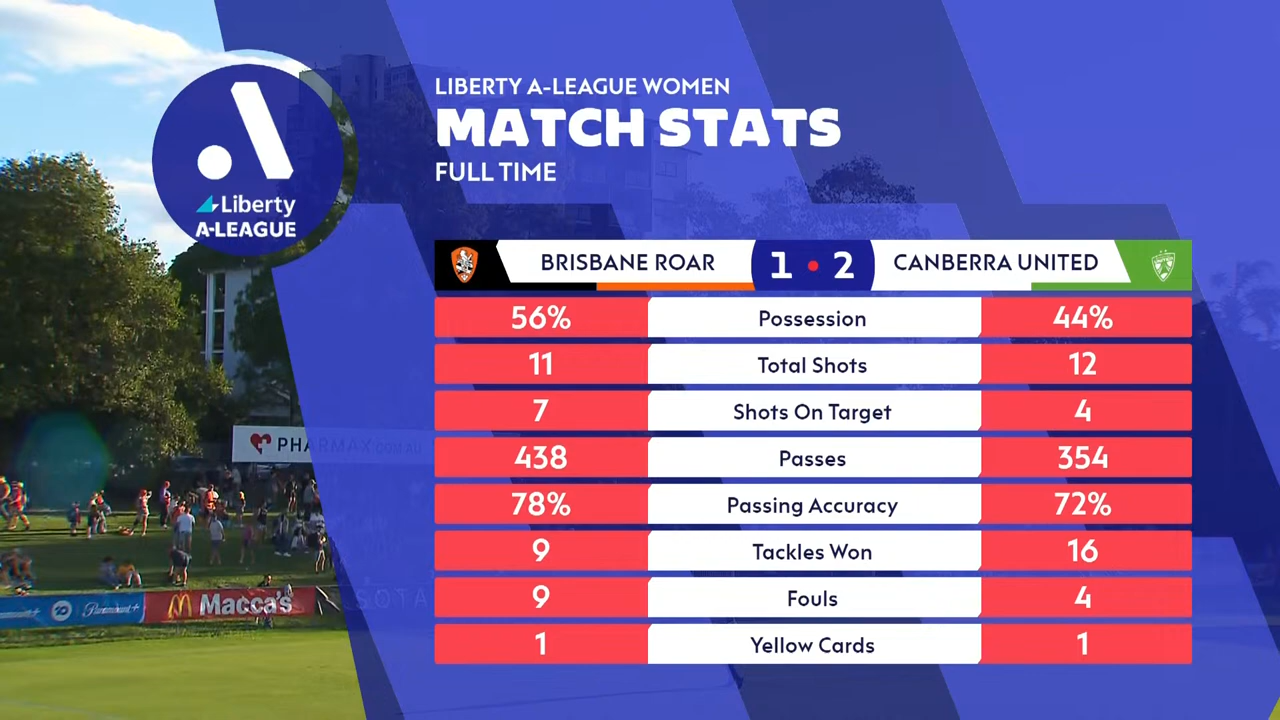 LIBERTY A-LEAGUE WOMEN
MATCH STATS
FULL TIME
Liberty
A-LEAGUE
BRISBANE ROAR 1 • 2 CANBERRA UNITED
56% Possession 44%
11 Total Shots 12
7 Shots On Target 4
438 Passes 354
78% Passing Accuracy 72%
9 Tackles Won 16
9 Fouls 4
1 Yellow Cards 1
PHARMAX
10 Paramount+ Macca's